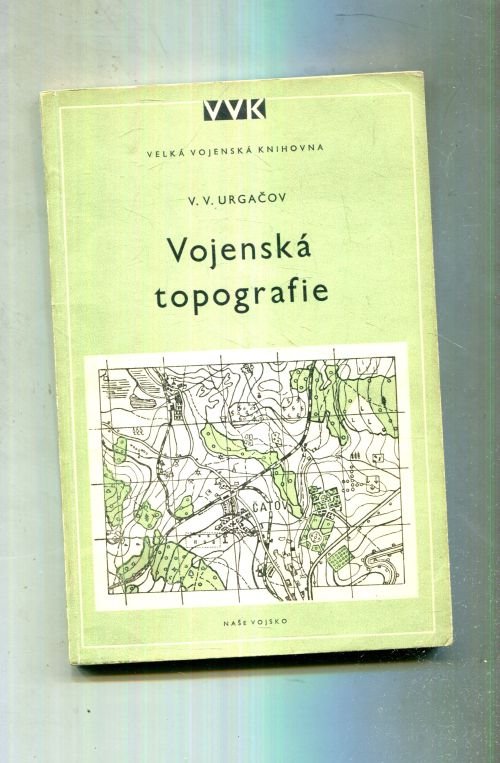 VVK
VELKÁ VOJENSKÁ KNIHOVNA
V. V. URGAČOV
Vojenská
topografie
ČATOV
NAŠE VOJSKO